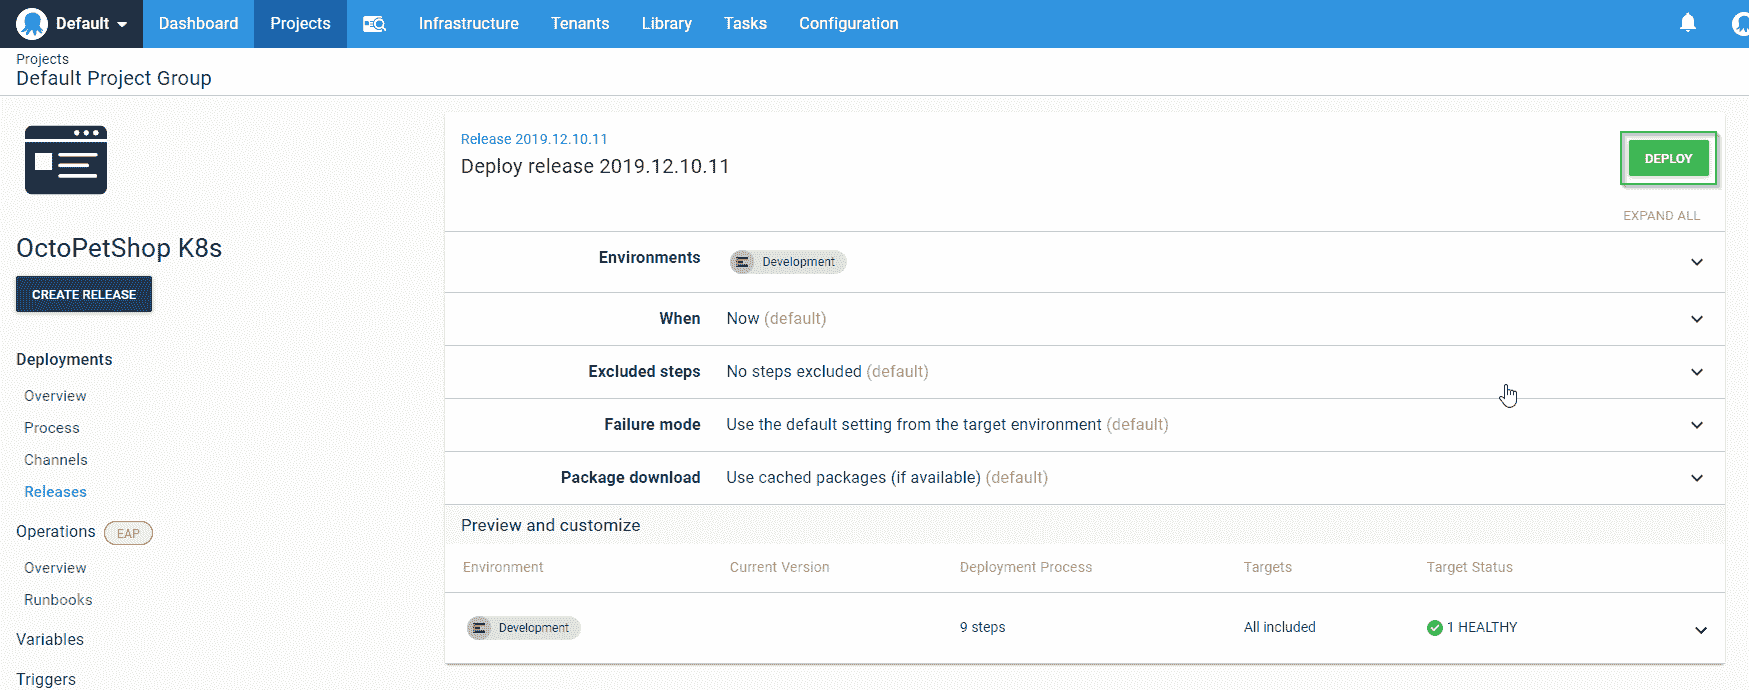 Default Dashboard Projects Infrastructure Tenants Library Tasks Configuration
Projects
Default Project Group
OctoPetShop K8s
CREATE RELEASE
Deployments
Overview
Process
Channels
Releases
Operations EAP
Overview
Runbooks
Variables
Triggers
Release 2019.12.10.11
Deploy release 2019.12.10.11
DEPLOY
EXPAND ALL
Environments Development
When Now (default)
Excluded steps No steps excluded (default)
Failure mode Use the default setting from the target environment (default)
Package download Use cached packages (if available) (default)
Preview and customize
Environment Current Version Deployment Process Targets Target Status
Development 9 steps All included 1 HEALTHY